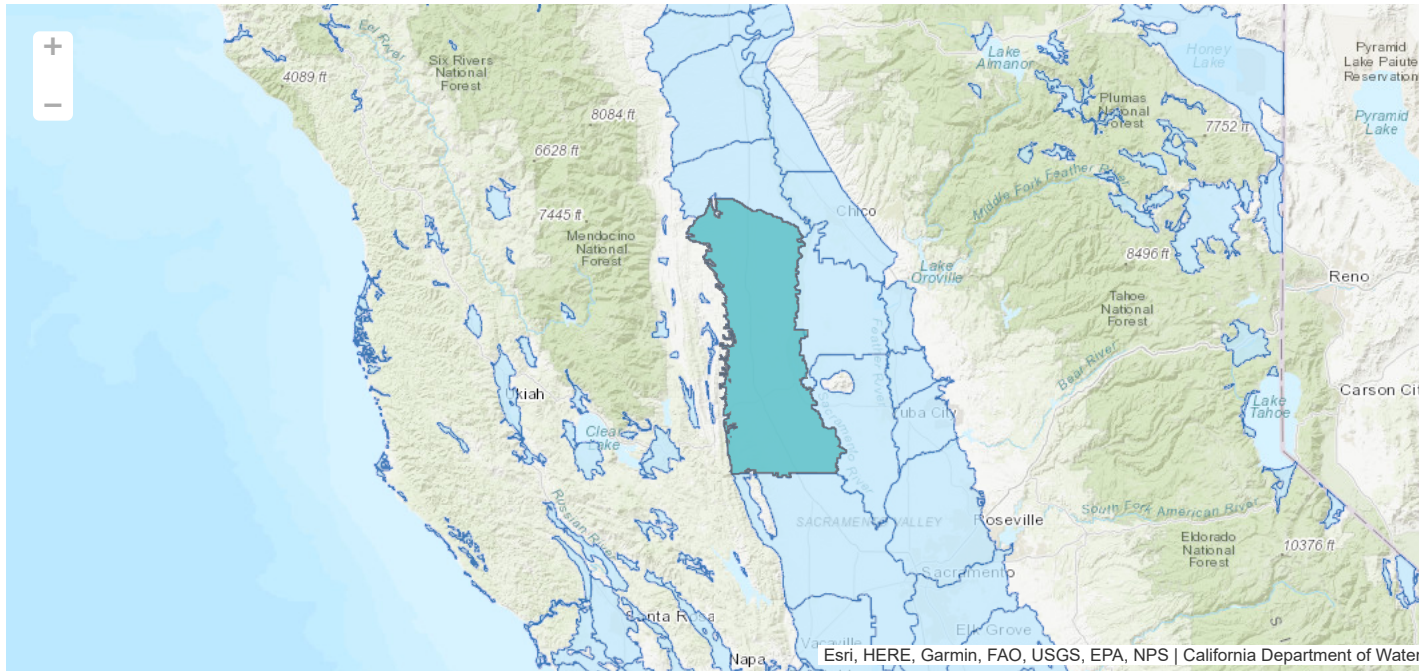 +
−
Eel River
4089 ft
Six Rivers
National
Forest
8084 ft
6628 ft
7445 ft
Mendocino
National
Forest
Ukiah
Clear
Lake
Russian River
Santa Rosa
Napa
Vacaville
Chico
Lake
Oroville
Feather River
Yuba City
Sacramento River
SACRAMENTO VALLEY
Roseville
Sacramento
Elk Grove
Lake
Almanor
Plumas
National
Forest
Middle Fork Feather River
Honey
Lake
7752 ft
Pyramid
Lake Paiute
Reservation
Pyramid
Lake
8496 ft
Tahoe
National
Forest
Bear River
Reno
Carson City
Lake
Tahoe
South Fork American River
Eldorado
National
Forest
10376 ft
S
Esri, HERE, Garmin, FAO, USGS, EPA, NPS | California Department of Water